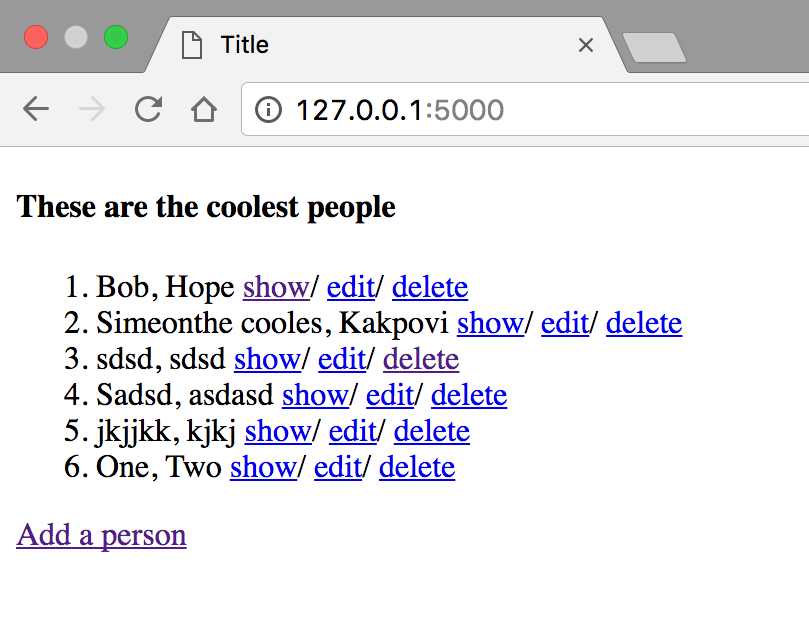 Title
127.0.0.1:5000
These are the coolest people
1. Bob, Hope show/ edit/ delete
2. Simeonthe cooles, Kakpovi show/ edit/ delete
3. sdsd, sdsd show/ edit/ delete
4. Sadsd, asdasd show/ edit/ delete
5. jkjjkk, kjkj show/ edit/ delete
6. One, Two show/ edit/ delete
Add a person